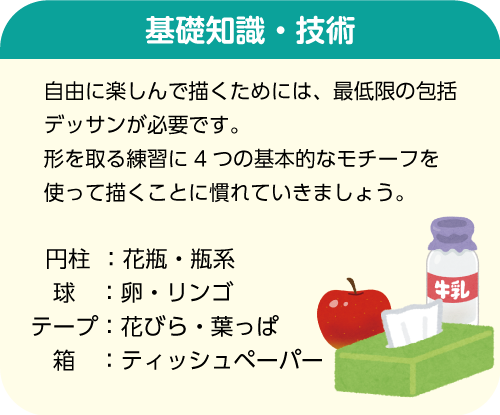 基礎知識・技術
自由に楽しんで描くためには、最低限の包括
デッサンが必要です。
形を取る練習に4つの基本的なモチーフを
使って描くことに慣れていきましょう。
円柱 ：花瓶・瓶系
球 ：卵・リンゴ
テープ：花びら・葉っぱ
箱 ：ティッシュペーパー
牛乳